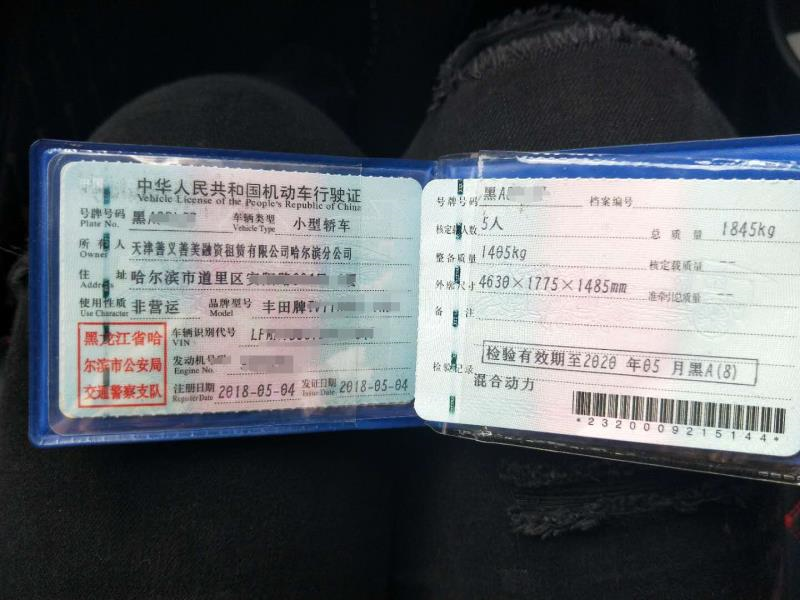 中华人民共和国机动车行驶证
Vehicle License of the People's Republic of China
号牌号码 黑A 车辆类型 小型轿车
Plate No. Vehicle Type
所有人 天津善义善美融资租赁有限公司哈尔滨分公司
Owner
住址 哈尔滨市道里区
Address
使用性质 非营运 品牌型号 丰田牌
Use Character Model
黑龙江省哈
尔滨市公安局
交通警察支队
车辆识别代号
VIN
发动机号码
Engine No.
注册日期 2018-05-04 发证日期 2018-05-04
Register Date Issue Date
号牌号码 黑A 档案编号
核定载人数 5人 总质量 1845kg
整备质量 1405kg 核定载质量 --
外廓尺寸 4630×1775×1485mm 准牵引总质量 --
备注
检验记录 检验有效期至2020年05月黑A(8)
混合动力
*2320009215144*